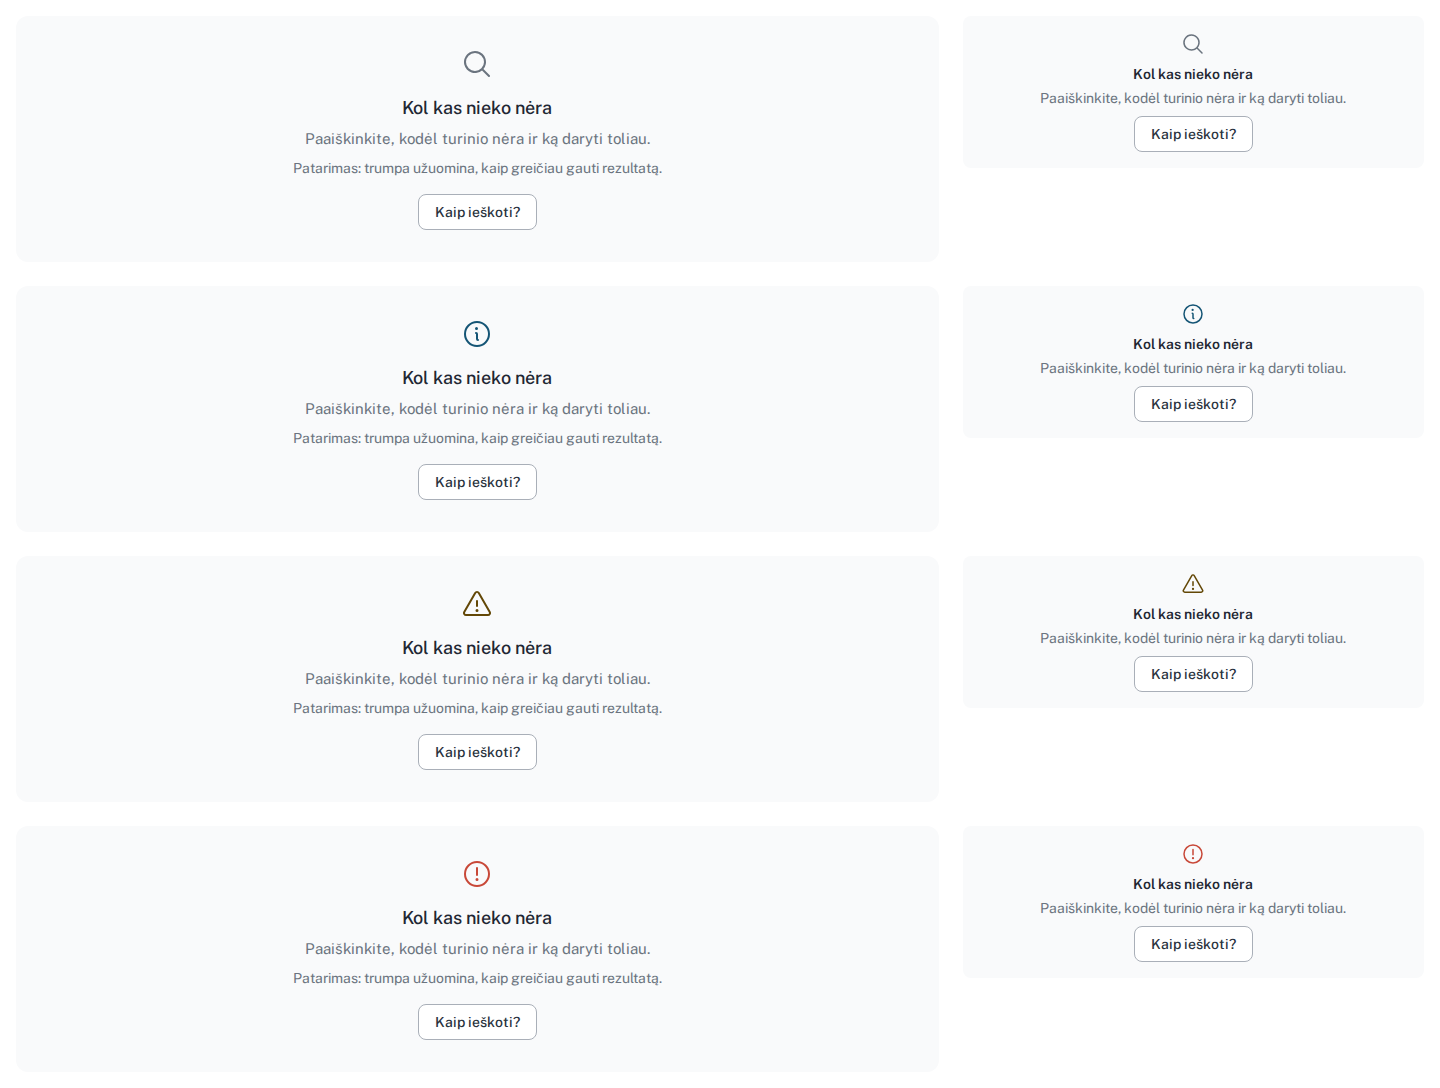 Kol kas nieko nėra
Paaiškinkite, kodėl turinio nėra ir ką daryti toliau.
Patarimas: trumpa užuomina, kaip greičiau gauti rezultatą.
Kaip ieškoti?
Kol kas nieko nėra
Paaiškinkite, kodėl turinio nėra ir ką daryti toliau.
Kaip ieškoti?
Kol kas nieko nėra
Paaiškinkite, kodėl turinio nėra ir ką daryti toliau.
Patarimas: trumpa užuomina, kaip greičiau gauti rezultatą.
Kaip ieškoti?
Kol kas nieko nėra
Paaiškinkite, kodėl turinio nėra ir ką daryti toliau.
Kaip ieškoti?
Kol kas nieko nėra
Paaiškinkite, kodėl turinio nėra ir ką daryti toliau.
Patarimas: trumpa užuomina, kaip greičiau gauti rezultatą.
Kaip ieškoti?
Kol kas nieko nėra
Paaiškinkite, kodėl turinio nėra ir ką daryti toliau.
Kaip ieškoti?
Kol kas nieko nėra
Paaiškinkite, kodėl turinio nėra ir ką daryti toliau.
Patarimas: trumpa užuomina, kaip greičiau gauti rezultatą.
Kaip ieškoti?
Kol kas nieko nėra
Paaiškinkite, kodėl turinio nėra ir ką daryti toliau.
Kaip ieškoti?